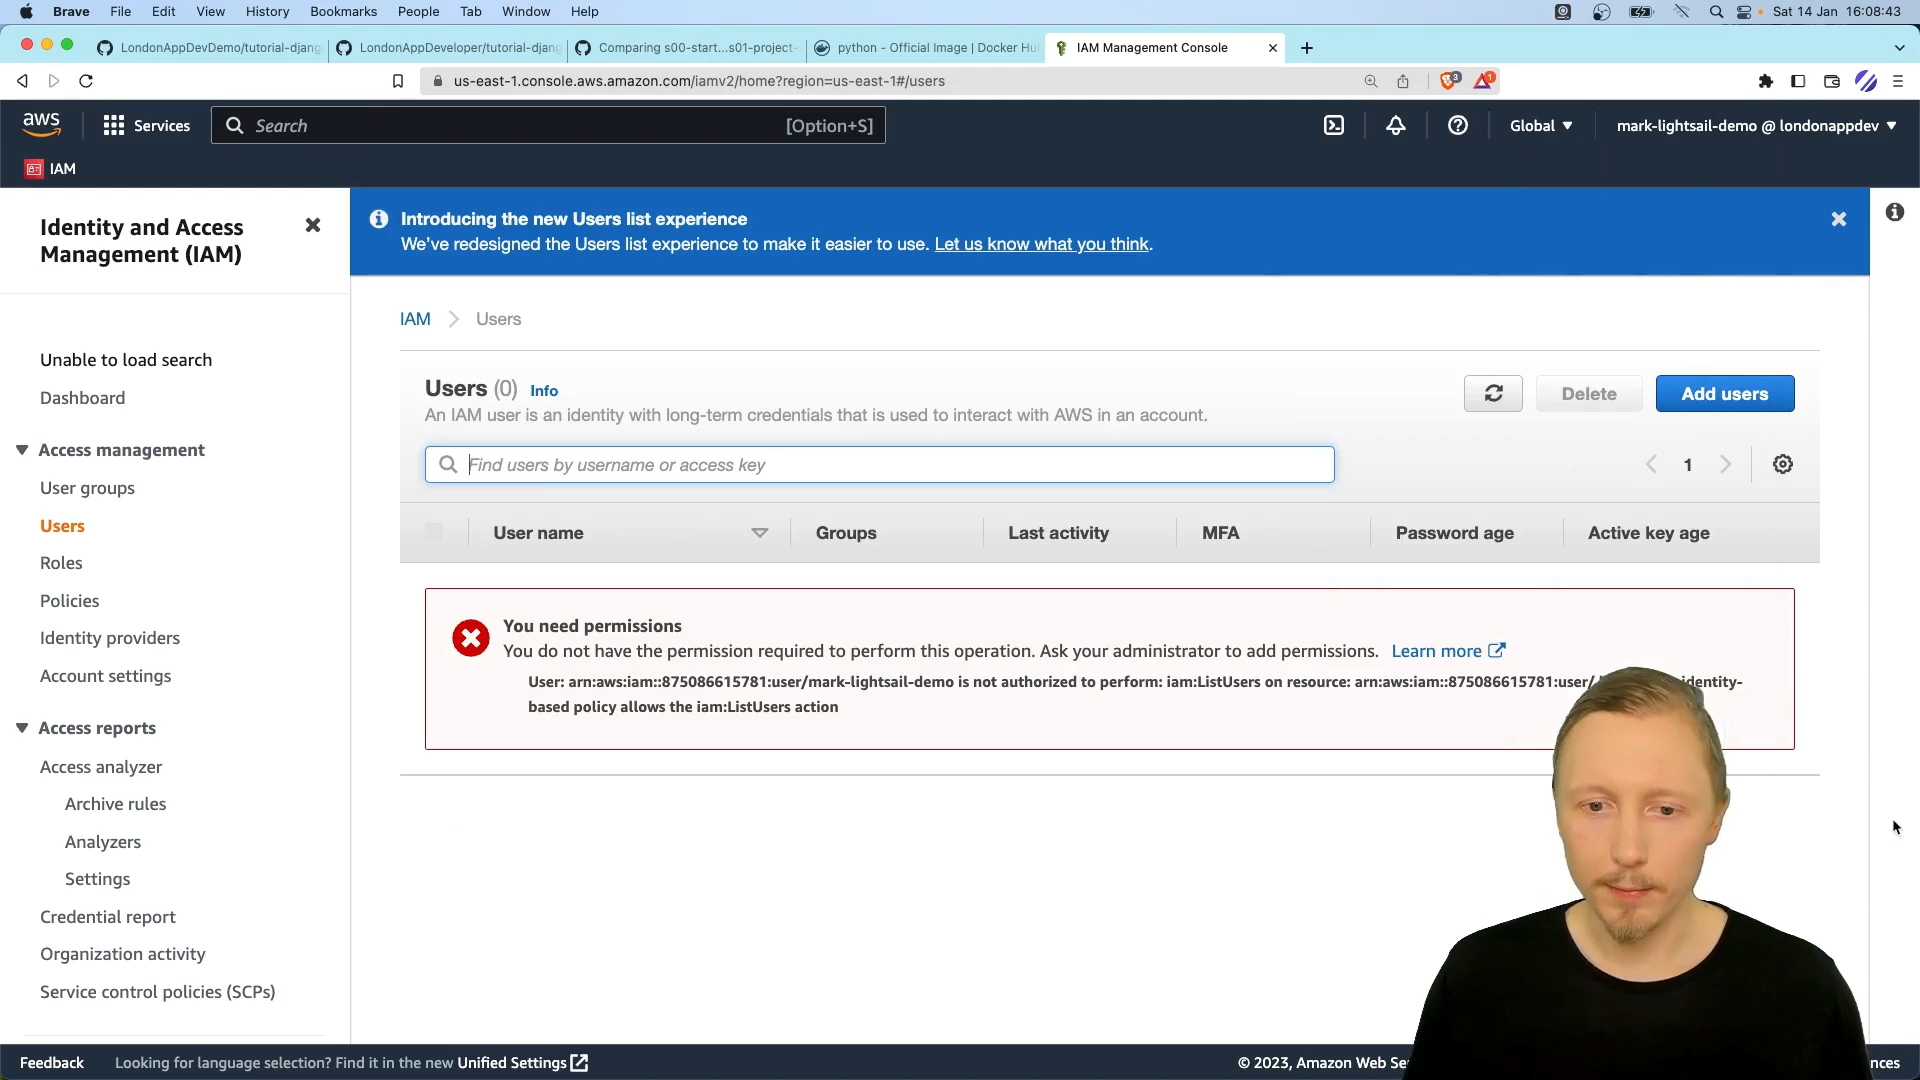 Brave File Edit View History Bookmarks People Tab Window Help Sat 14 Jan 16:08:43
LondonAppDevDemo/tutorial-djang LondonAppDeveloper/tutorial-djang Comparing s00-start...s01-project- python - Official Image | Docker Hu IAM Management Console
us-east-1.console.aws.amazon.com/iamv2/home?region=us-east-1#/users 3 1
aws Services Search [Option+S] Global mark-lightsail-demo @ londonappdev
IAM
Identity and Access
Management (IAM)
Unable to load search
Dashboard
Access management
User groups
Users
Roles
Policies
Identity providers
Account settings
Access reports
Access analyzer
Archive rules
Analyzers
Settings
Credential report
Organization activity
Service control policies (SCPs)
Introducing the new Users list experience
We've redesigned the Users list experience to make it easier to use. Let us know what you think.
IAM Users
Users (0) Info
An IAM user is an identity with long-term credentials that is used to interact with AWS in an account.
Delete Add users
Find users by username or access key
1
User name Groups Last activity MFA Password age Active key age
You need permissions
You do not have the permission required to perform this operation. Ask your administrator to add permissions. Learn more
User: arn:aws:iam::875086615781:user/mark-lightsail-demo is not authorized to perform: iam:ListUsers on resource: arn:aws:iam::875086615781:user/ identity-
based policy allows the iam:ListUsers action
Feedback Looking for language selection? Find it in the new Unified Settings © 2023, Amazon Web